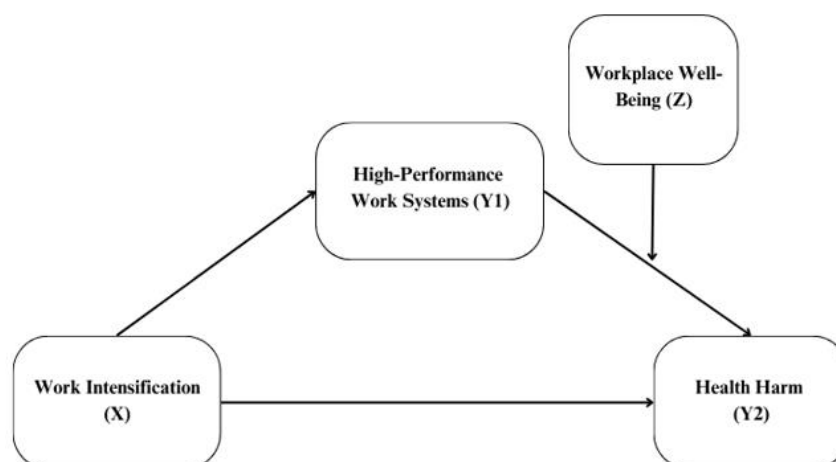 Workplace Well-
Being (Z)
High-Performance
Work Systems (Y1)
Work Intensification
(X)
Health Harm
(Y2)